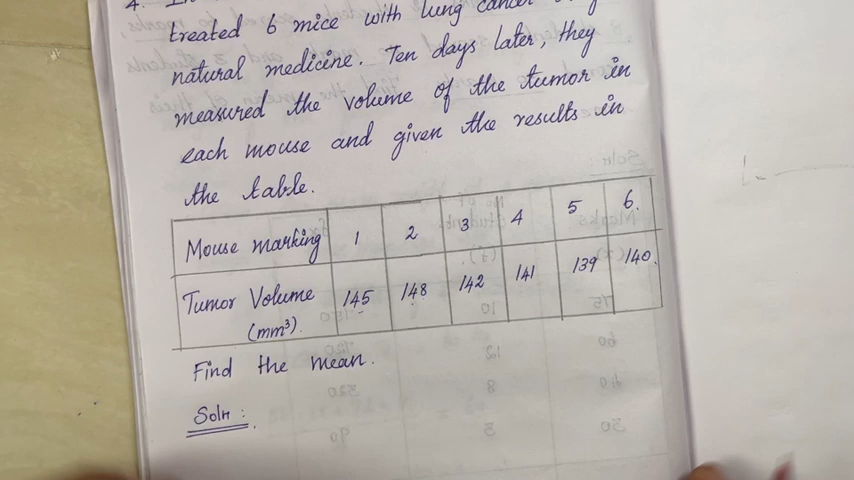 4. In
treated 6 mice with lung cancer
natural medicine. Ten days later, they
measured the volume of the tumor in
each mouse and given the results in
the table.
Mouse marking 1 2 3 4 5 6.
Tumor Volume (mm³). 145 148 142 141 139 140.
Find the mean.
Soln: